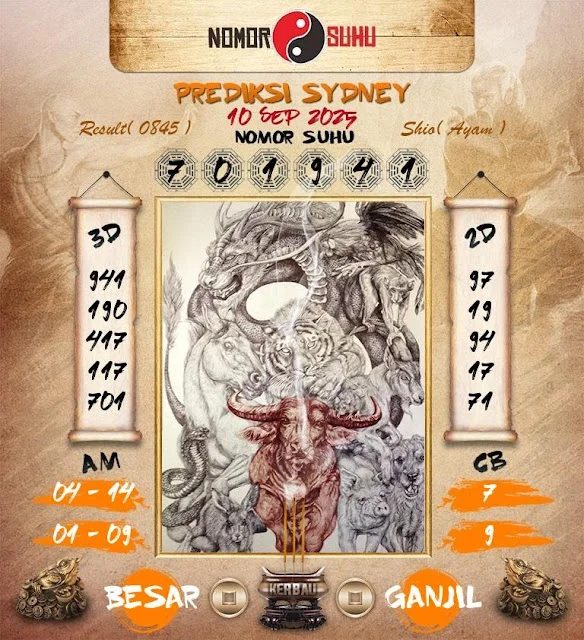 NOMOR SUHU
PREDIKSI SYDNEY
10 SEP 2025
Result( 0845 )
NOMOR SUHU
Shio( Ayam )
7 0 1 9 4 1
3D
941
190
417
117
701
2D
97
19
94
17
71
AM
04 - 14
01 - 09
CB
7
9
BESAR
KERBAU
GANJIL